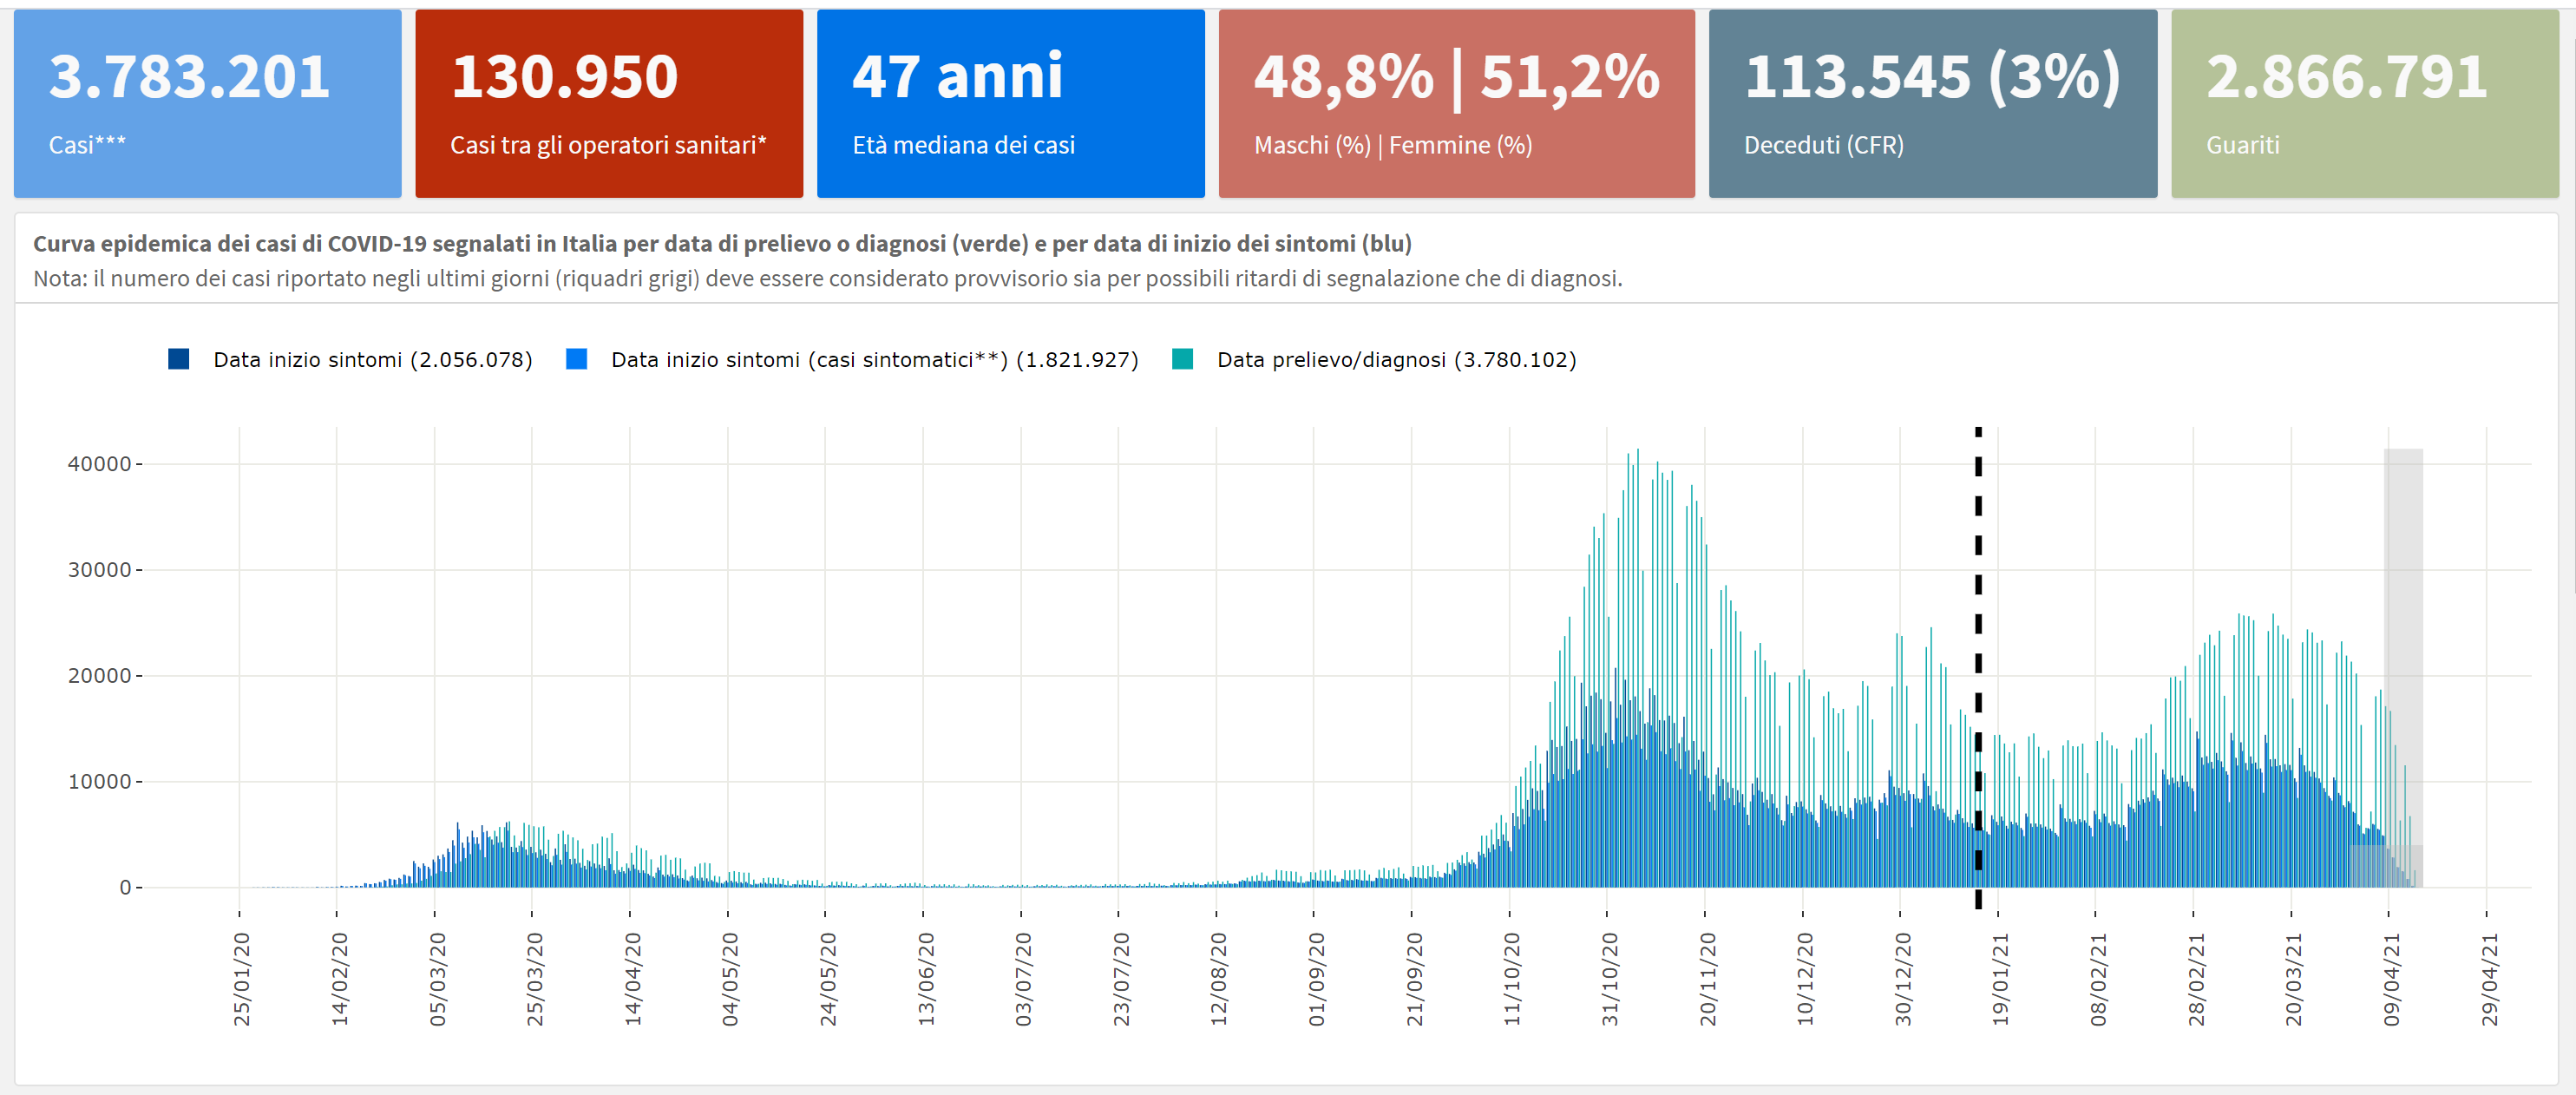 3.783.201
Casi***
130.950
Casi tra gli operatori sanitari*
47 anni
Età mediana dei casi
48,8% | 51,2%
Maschi (%) | Femmine (%)
113.545 (3%)
Deceduti (CFR)
2.866.791
Guariti
Curva epidemica dei casi di COVID-19 segnalati in Italia per data di prelievo o diagnosi (verde) e per data di inizio dei sintomi (blu)
Nota: il numero dei casi riportato negli ultimi giorni (riquadri grigi) deve essere considerato provvisorio sia per possibili ritardi di segnalazione che di diagnosi.
Data inizio sintomi (2.056.078)
Data inizio sintomi (casi sintomatici**) (1.821.927)
Data prelievo/diagnosi (3.780.102)
40000
30000
20000
10000
0
25/01/20
14/02/20
05/03/20
25/03/20
14/04/20
04/05/20
24/05/20
13/06/20
03/07/20
23/07/20
12/08/20
01/09/20
21/09/20
11/10/20
31/10/20
20/11/20
10/12/20
30/12/20
19/01/21
08/02/21
28/02/21
20/03/21
09/04/21
29/04/21